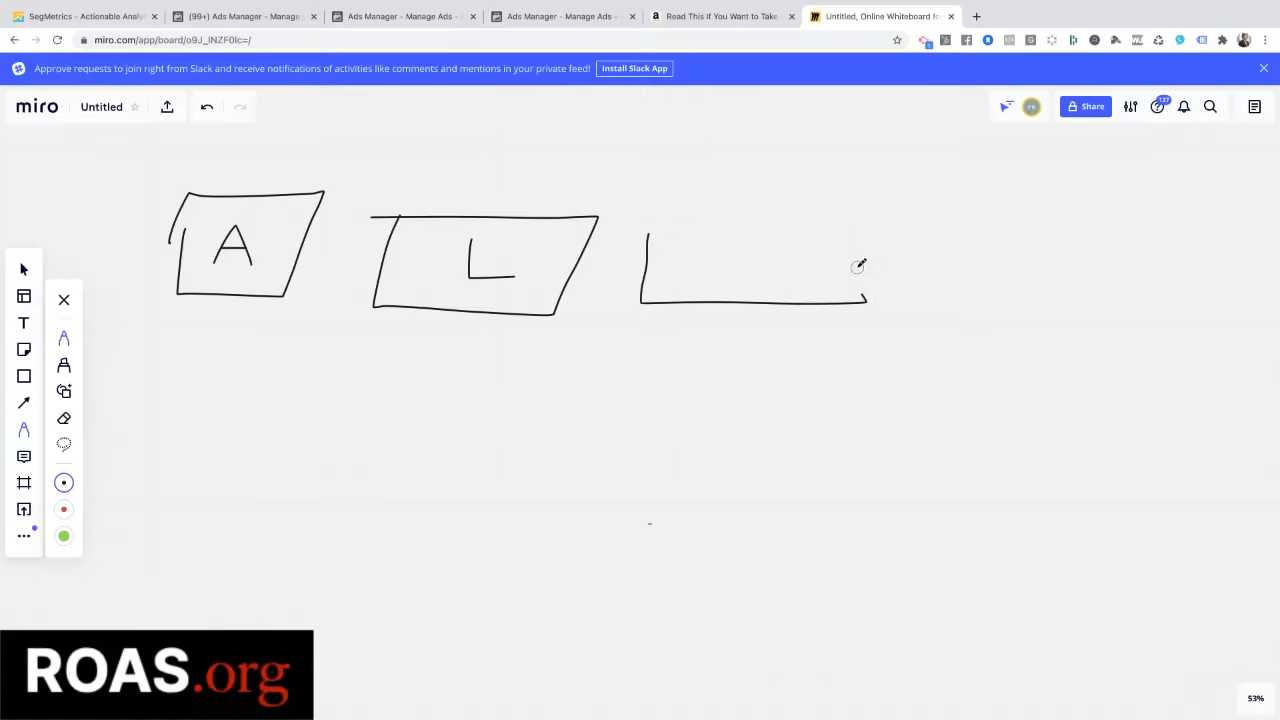 SegMetrics - Actionable Analy
(99+) Ads Manager - Manage
Ads Manager - Manage Ads -
Ads Manager - Manage Ads -
Read This if You Want to Take
Untitled, Online Whiteboard fo
miro.com/app/board/o9J_lNZF0lc=/
Approve requests to join right from Slack and receive notifications of activities like comments and mentions in your private feed!
Install Slack App
miro
Untitled
Share
137
A
L
ROAS.org
53%